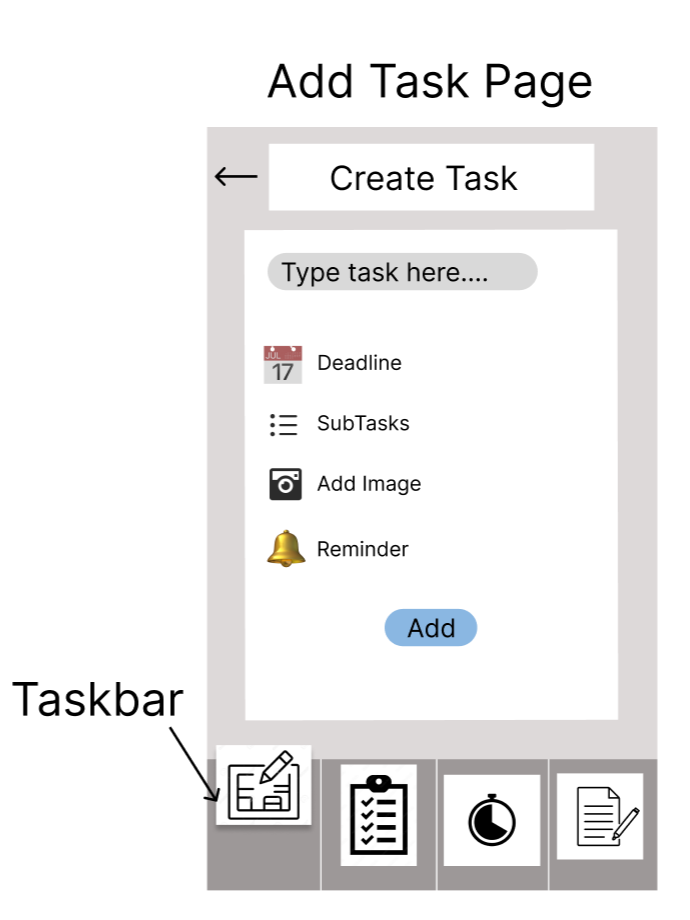 Add Task Page
Create Task
Type task here....
JUL
17
Deadline
SubTasks
Add Image
Reminder
Add
Taskbar